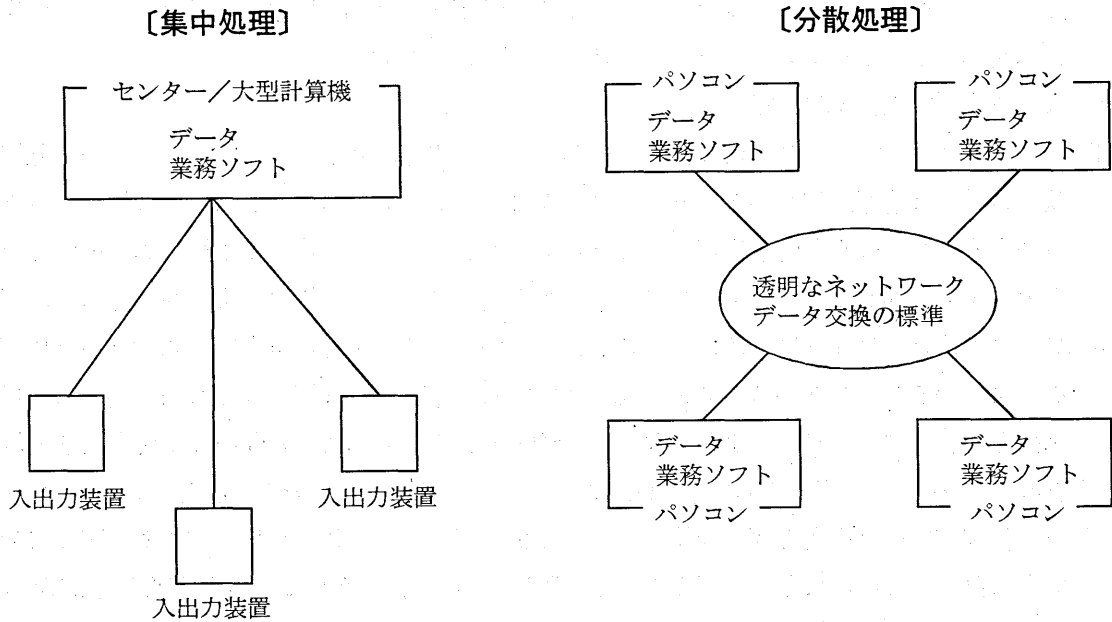 〔集中処理〕
センター／大型計算機
データ
業務ソフト
入出力装置
入出力装置
入出力装置
〔分散処理〕
パソコン
データ
業務ソフト
パソコン
データ
業務ソフト
透明なネットワーク
データ交換の標準
データ
業務ソフト
パソコン
データ
業務ソフト
パソコン